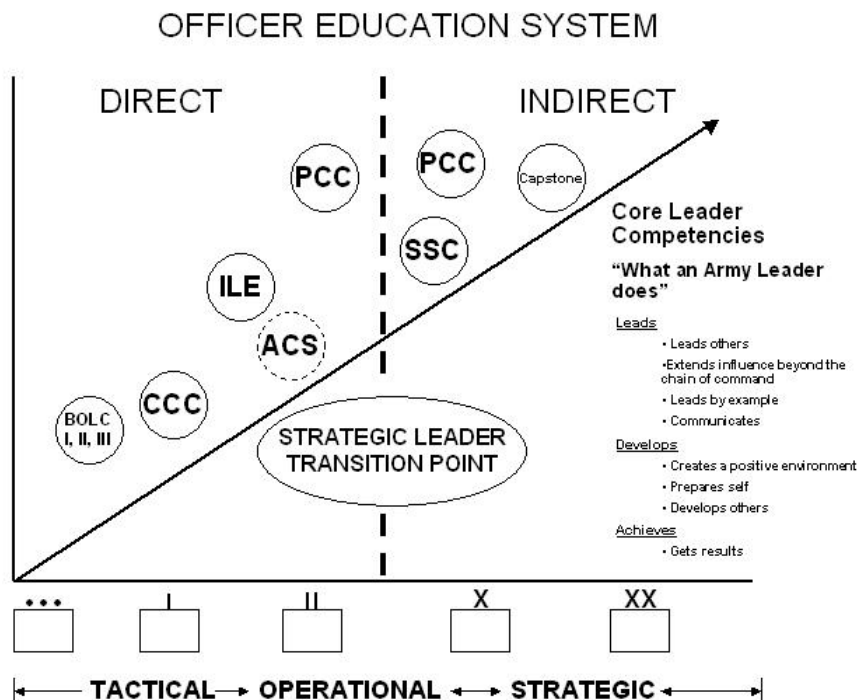 OFFICER EDUCATION SYSTEM
DIRECT
INDIRECT
PCC
PCC
Capstone
SSC
ILE
ACS
CCC
BOLC
I, II, III
STRATEGIC LEADER
TRANSITION POINT
Core Leader
Competencies
“What an Army Leader
does”
Leads
• Leads others
•Extends influence beyond the
chain of command
• Leads by example
• Communicates
Develops
• Creates a positive environment
• Prepares self
• Develops others
Achieves
• Gets results
••• I II X XX
TACTICAL OPERATIONAL STRATEGIC